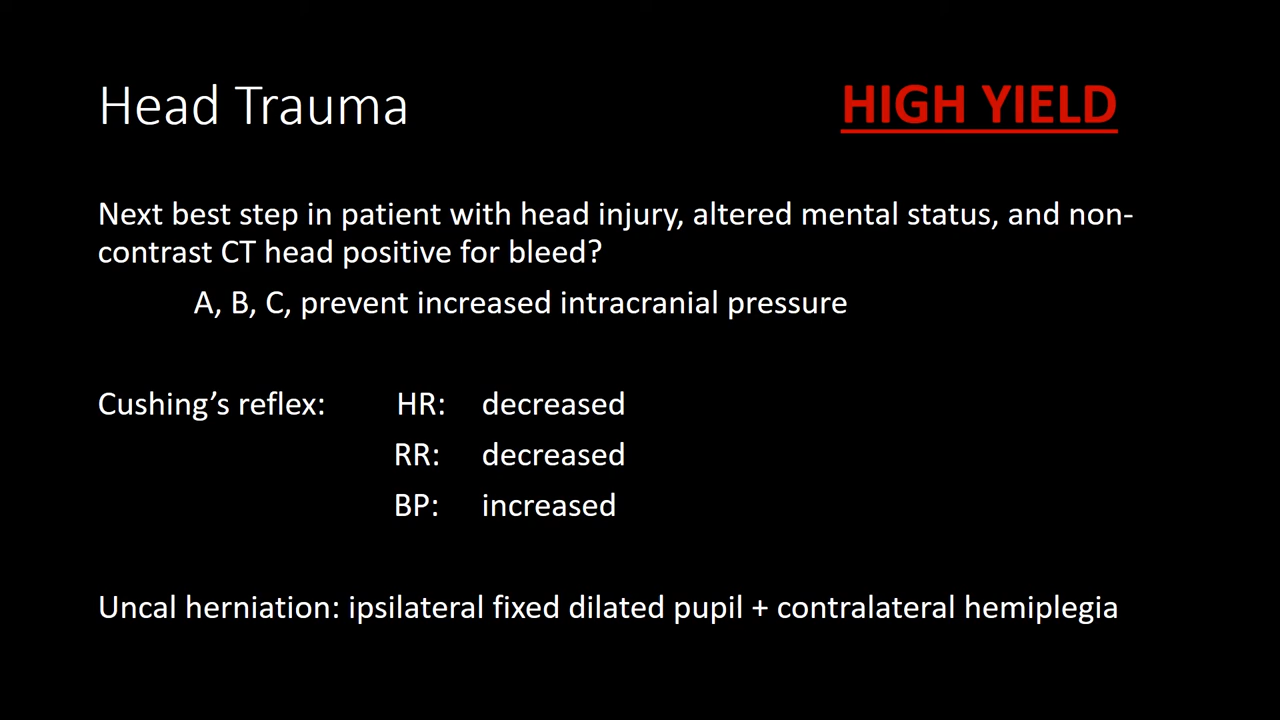 Head Trauma
HIGH YIELD
Next best step in patient with head injury, altered mental status, and non-
contrast CT head positive for bleed?
A, B, C, prevent increased intracranial pressure
Cushing’s reflex: HR: decreased
RR: decreased
BP: increased
Uncal herniation: ipsilateral fixed dilated pupil + contralateral hemiplegia